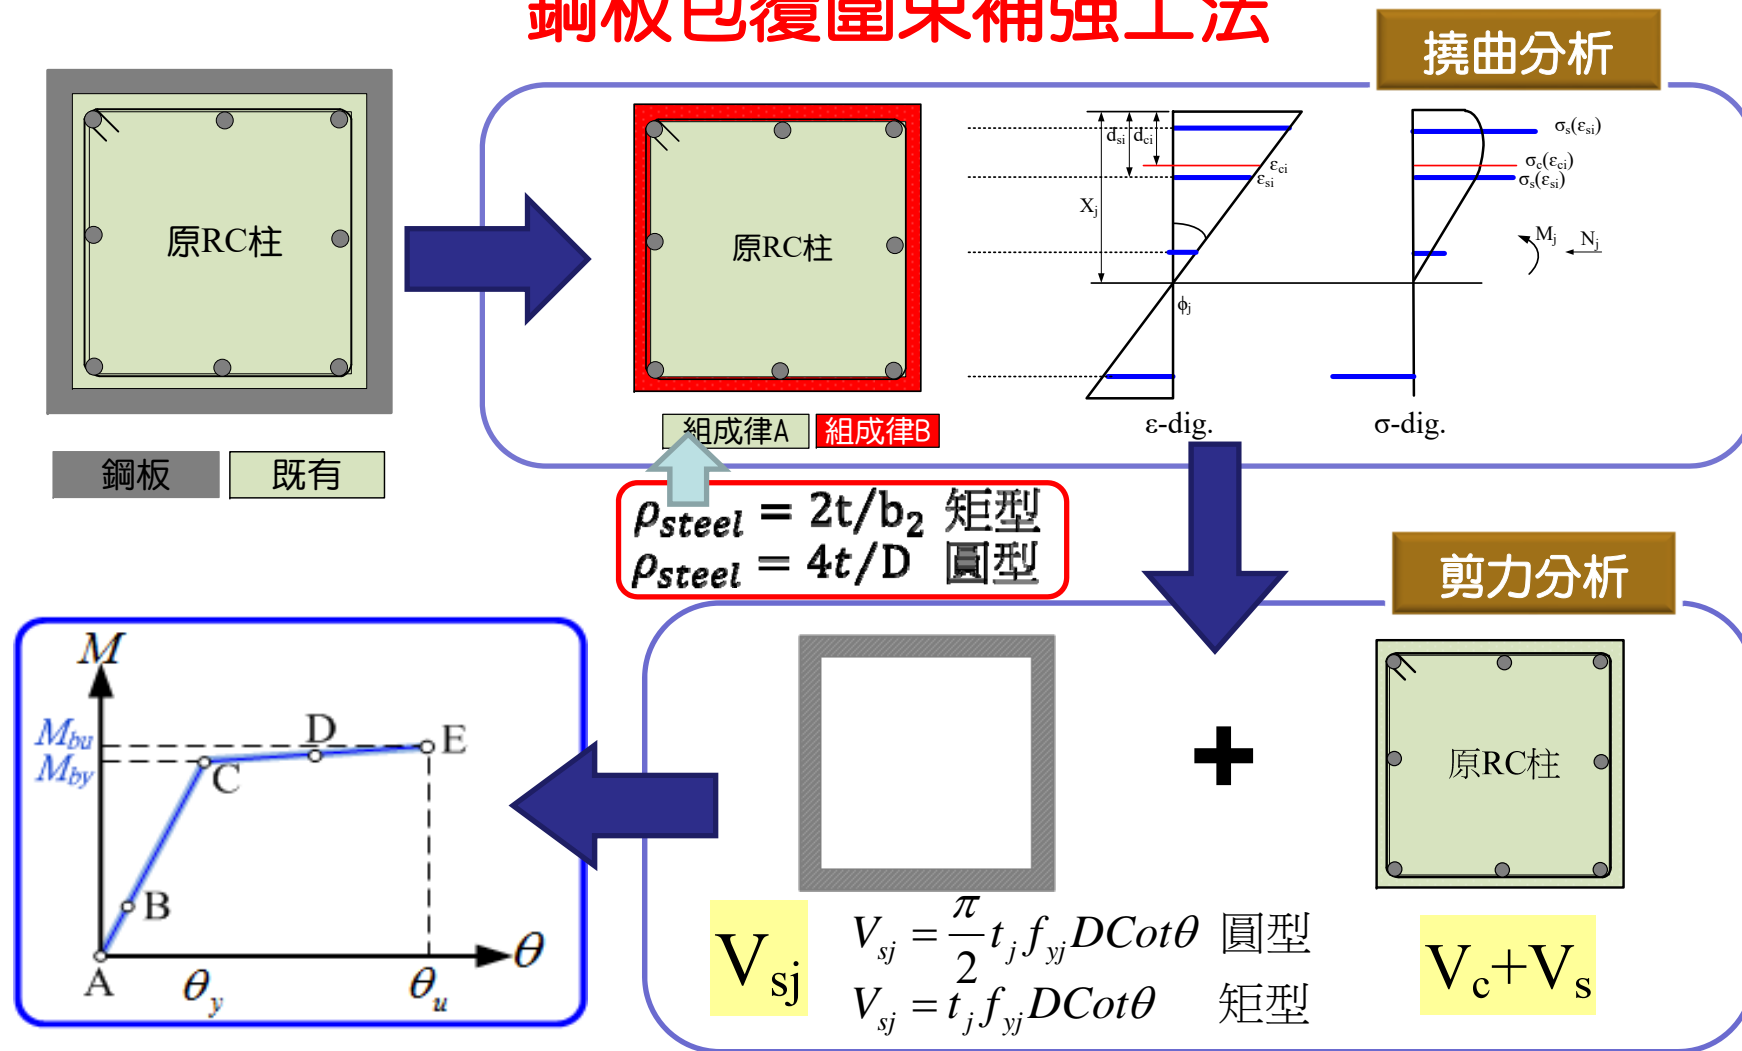 鋼板包覆圍束補強工法
撓曲分析
原RC柱
鋼板
既有
原RC柱
組成律A
組成律B
d_si
d_ci
X_j
ε_ci
ε_si
ϕ_j
ε-dig.
σ_s(ε_si)
σ_c(ε_ci)
σ_s(ε_si)
M_j
N_j
σ-dig.
ρ_steel = 2t/b_2 矩型
ρ_steel = 4t/D 圓型
剪力分析
M
M_bu
M_by
A
B
C
D
E
θ
θ_y
θ_u
V_sj
V_sj = π/2 t_j f_yj DCotθ 圓型
V_sj = t_j f_yj DCotθ 矩型
原RC柱
V_c+V_s